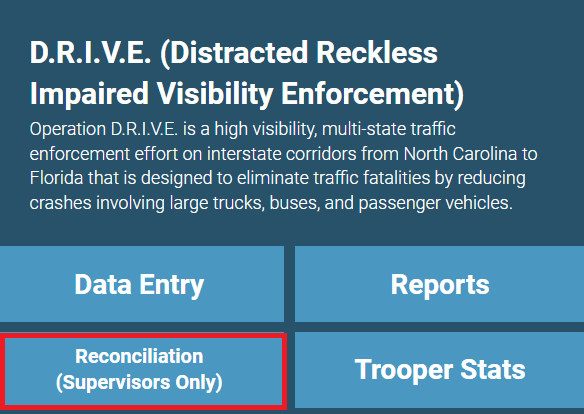 D.R.I.V.E. (Distracted Reckless
Impaired Visibility Enforcement)
Operation D.R.I.V.E. is a high visibility, multi-state traffic
enforcement effort on interstate corridors from North Carolina to
Florida that is designed to eliminate traffic fatalities by reducing
crashes involving large trucks, buses, and passenger vehicles.
Data Entry
Reports
Reconciliation
(Supervisors Only)
Trooper Stats